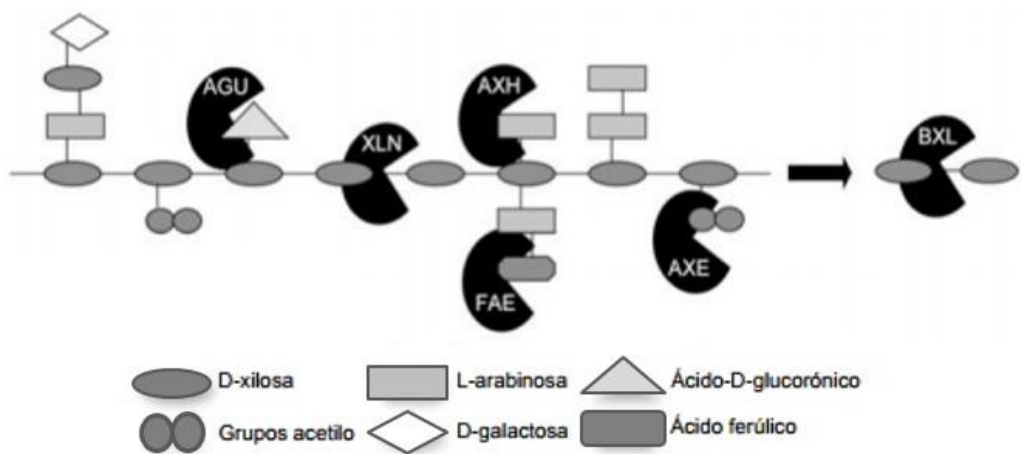 AGU
AXH
XLN
BXL
FAE
AXE
D-xilosa
L-arabinosa
Ácido-D-glucorónico
Grupos acetilo
D-galactosa
Ácido ferúlico